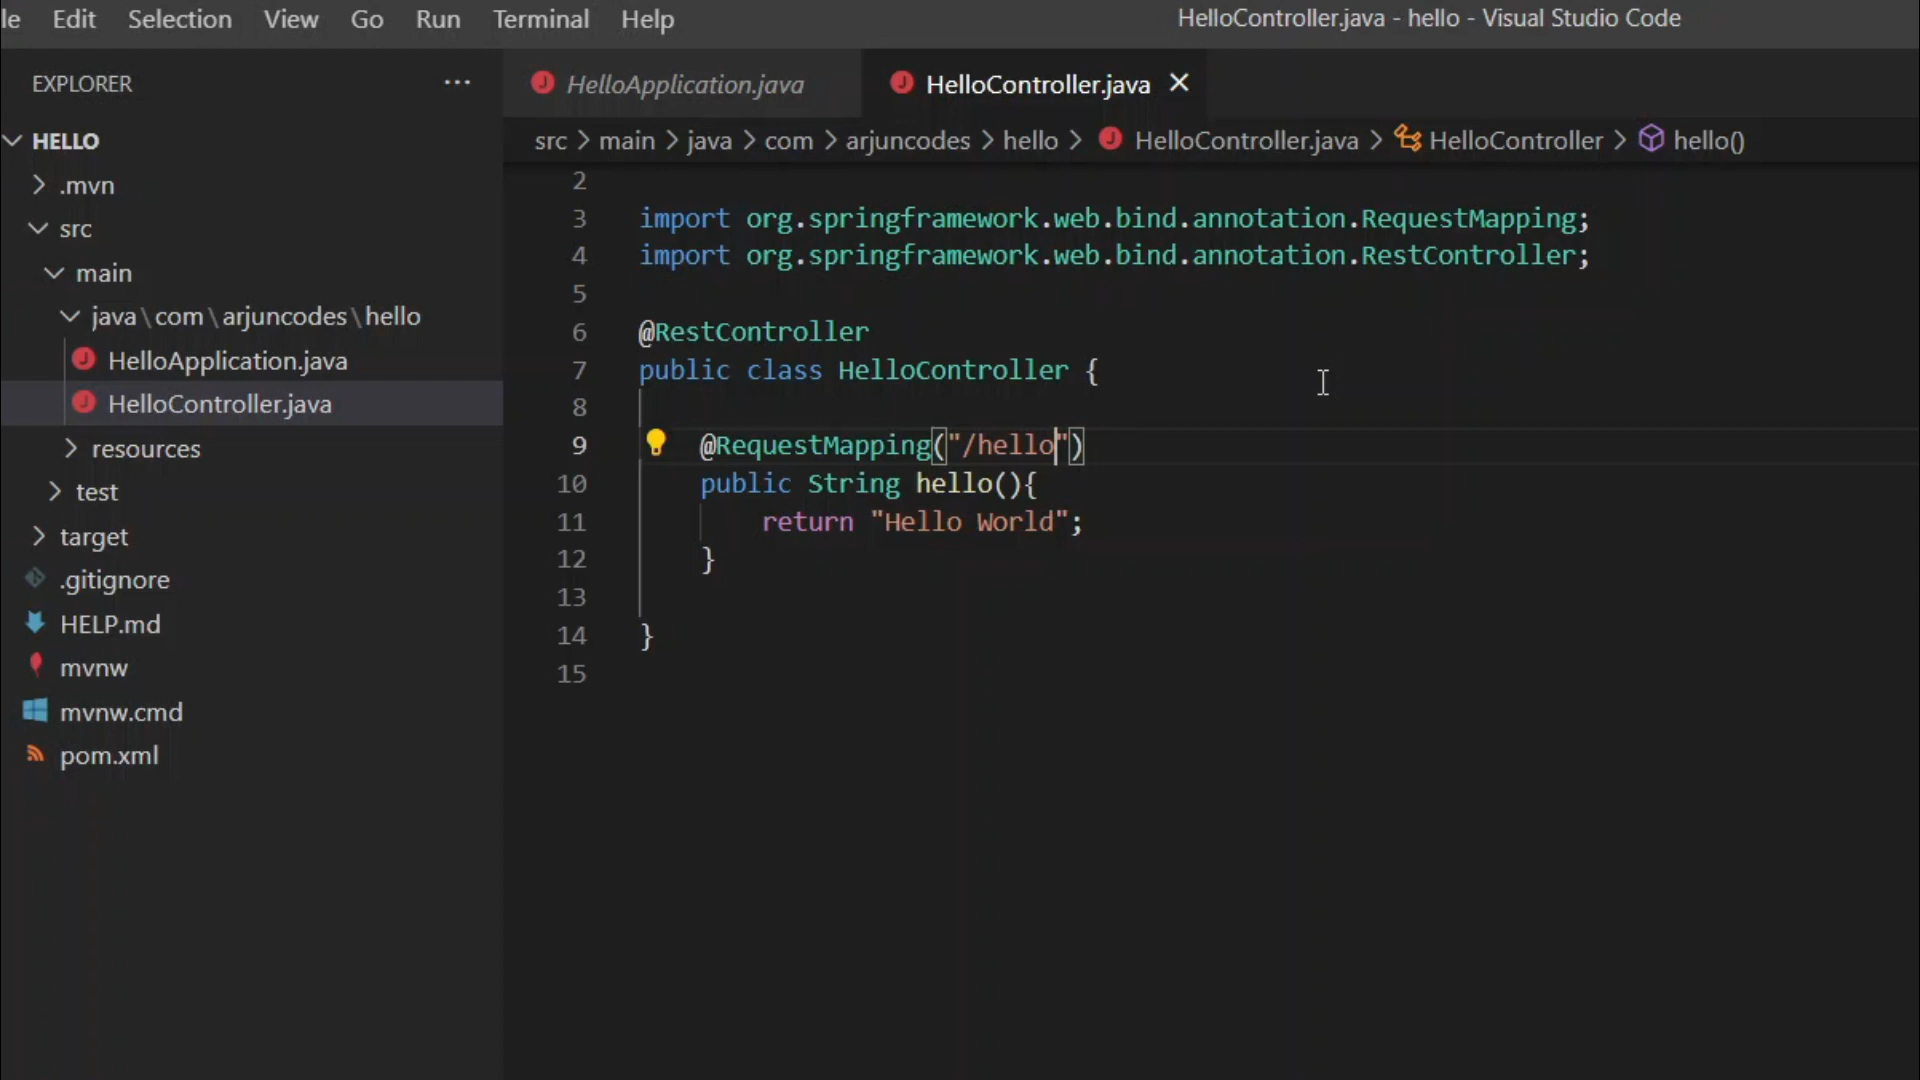 le Edit Selection View Go Run Terminal Help HelloController.java - hello - Visual Studio Code
EXPLORER ···
HELLO
.mvn
src
main
java\com\arjuncodes\hello
HelloApplication.java
HelloController.java
resources
test
target
.gitignore
HELP.md
mvnw
mvnw.cmd
pom.xml
HelloApplication.java HelloController.java
src > main > java > com > arjuncodes > hello > HelloController.java > HelloController > hello()
2
3 import org.springframework.web.bind.annotation.RequestMapping;
4 import org.springframework.web.bind.annotation.RestController;
5
6 @RestController
7 public class HelloController {
8
9 @RequestMapping("/hello")
10 public String hello(){
11 return "Hello World";
12 }
13
14 }
15